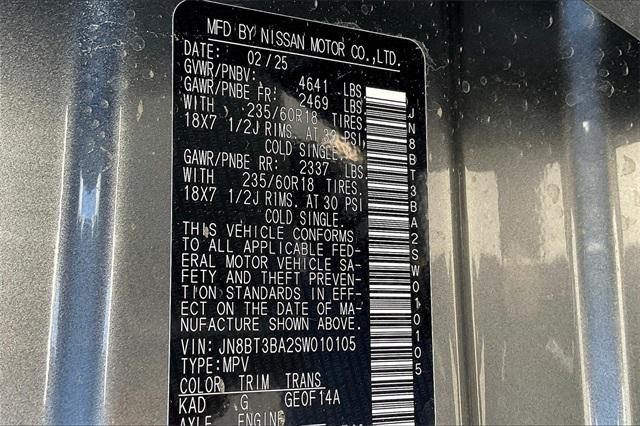 MFD BY NISSAN MOTOR CO.,LTD.
DATE: 02/25
GVWR/PNBV: 4641 LBS
GAWR/PNBE FR: 2469 LBS
WITH 235/60R18 TIRES.
18X7 1/2J RIMS. AT PSI
COLD SINGLE.
GAWR/PNBE RR: 2337 LBS.
WITH 235/60R18 TIRES.
18X7 1/2J RIMS. AT 30 PSI
COLD SINGLE.
THIS VEHICLE CONFORMS
TO ALL APPLICABLE FED-
ERAL MOTOR VEHICLE SA-
FETY AND THEFT PREVEN-
TION STANDARDS IN EFF-
ECT ON THE DATE OF MA-
NUFACTURE SHOWN ABOVE.
VIN: JN8BT3BA2SW010105
TYPE:MPV
COLOR TRIM TRANS
KAD G GE0F14A
AXLE ENGINE
JN8BT3BA2SW010105